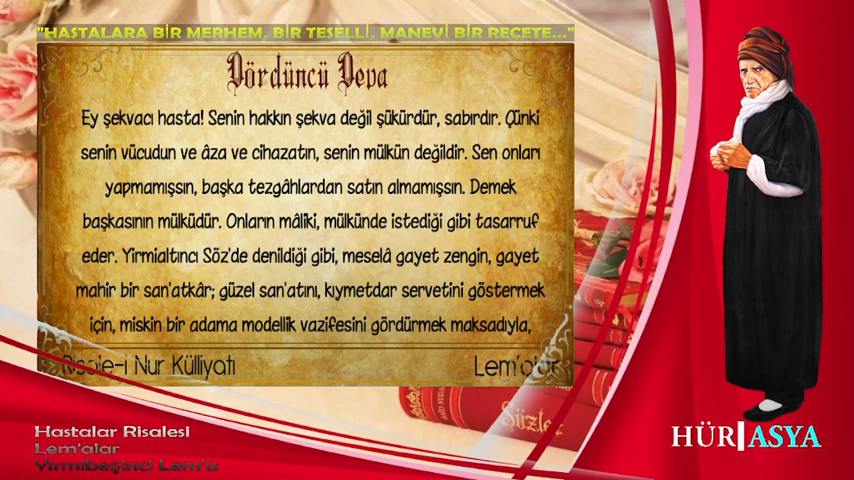 "HASTALARA BİR MERHEM, BİR TESELLİ, MANEVİ BİR REÇETE..."
Dördüncü Deva
Ey şekvacı hasta! Senin hakkın şekva değil şükürdür, sabırdır. Çünki
senin vücudun ve âza ve cihazatın, senin mülkün değildir. Sen onları
yapmamışsın, başka tezgâhlardan satın almamışsın. Demek
başkasının mülküdür. Onların mâliki, mülkünde istediği gibi tasarruf
eder. Yirmialtıncı Söz'de denildiği gibi, meselâ gayet zengin, gayet
mahir bir san'atkâr; güzel san'atını, kıymetdar servetini göstermek
için, miskin bir adama modellik vazifesini gördürmek maksadıyla,
Risale-i Nur Külliyatı
Lem'alar
Sözler
Hastalar Risalesi
Lem'alar
Yirmibeşinci Lem'a
HÜR ASYA